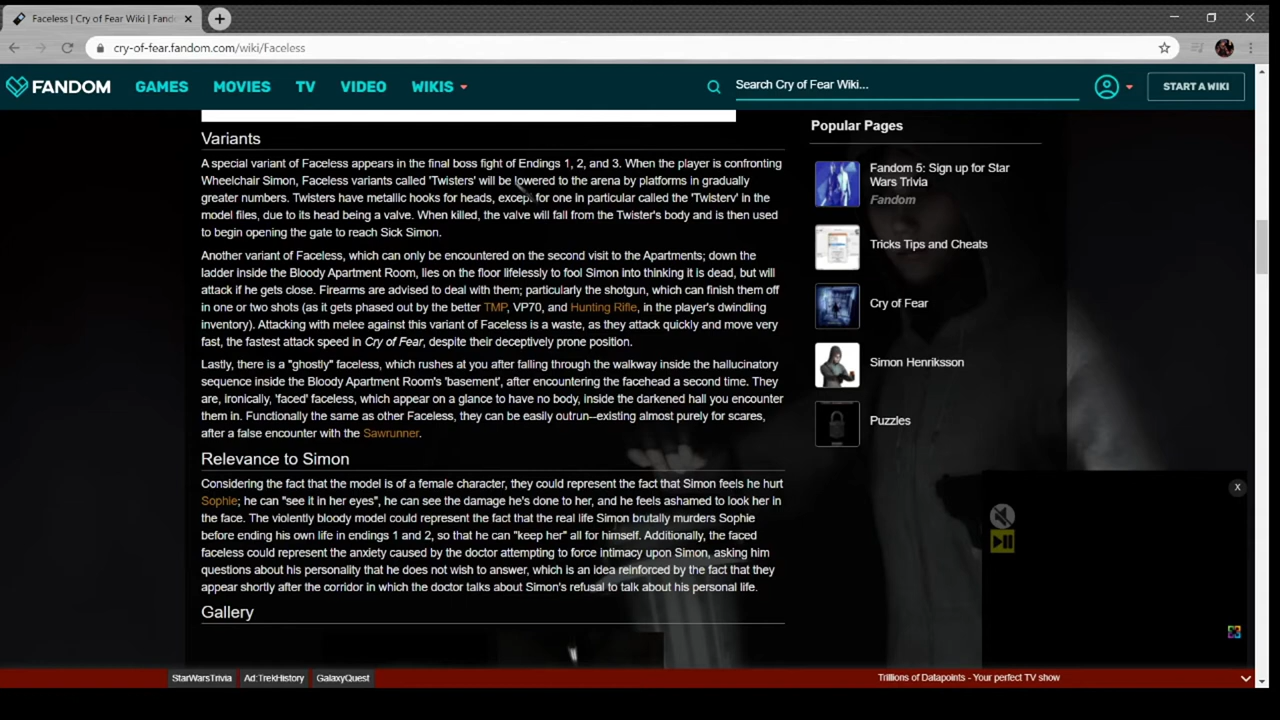 Faceless | Cry of Fear Wiki | Fand
cry-of-fear.fandom.com/wiki/Faceless
FANDOM GAMES MOVIES TV VIDEO WIKIS Search Cry of Fear Wiki... START A WIKI
Variants
A special variant of Faceless appears in the final boss fight of Endings 1, 2, and 3. When the player is confronting
Wheelchair Simon, Faceless variants called 'Twisters' will be lowered to the arena by platforms in gradually
greater numbers. Twisters have metallic hooks for heads, except for one in particular called the 'Twisterv' in the
model files, due to its head being a valve. When killed, the valve will fall from the Twister's body and is then used
to begin opening the gate to reach Sick Simon.
Another variant of Faceless, which can only be encountered on the second visit to the Apartments; down the
ladder inside the Bloody Apartment Room, lies on the floor lifelessly to fool Simon into thinking it is dead, but will
attack if he gets close. Firearms are advised to deal with them; particularly the shotgun, which can finish them off
in one or two shots (as it gets phased out by the better TMP, VP70, and Hunting Rifle, in the player's dwindling
inventory). Attacking with melee against this variant of Faceless is a waste, as they attack quickly and move very
fast, the fastest attack speed in Cry of Fear, despite their deceptively prone position.
Lastly, there is a "ghostly" faceless, which rushes at you after falling through the walkway inside the hallucinatory
sequence inside the Bloody Apartment Room's 'basement', after encountering the facehead a second time. They
are, ironically, 'faced' faceless, which appear on a glance to have no body, inside the darkened hall you encounter
them in. Functionally the same as other Faceless, they can be easily outrun--existing almost purely for scares,
after a false encounter with the Sawrunner.
Relevance to Simon
Considering the fact that the model is of a female character, they could represent the fact that Simon feels he hurt
Sophie; he can "see it in her eyes", he can see the damage he's done to her, and he feels ashamed to look her in
the face. The violently bloody model could represent the fact that the real life Simon brutally murders Sophie
before ending his own life in endings 1 and 2, so that he can "keep her" all for himself. Additionally, the faced
faceless could represent the anxiety caused by the doctor attempting to force intimacy upon Simon, asking him
questions about his personality that he does not wish to answer, which is an idea reinforced by the fact that they
appear shortly after the corridor in which the doctor talks about Simon's refusal to talk about his personal life.
Gallery
Popular Pages
Fandom 5: Sign up for Star
Wars Trivia
Fandom
Tricks Tips and Cheats
Cry of Fear
Simon Henriksson
Puzzles
X
StarWarsTrivia Ad:TrekHistory GalaxyQuest Trillions of Datapoints - Your perfect TV show